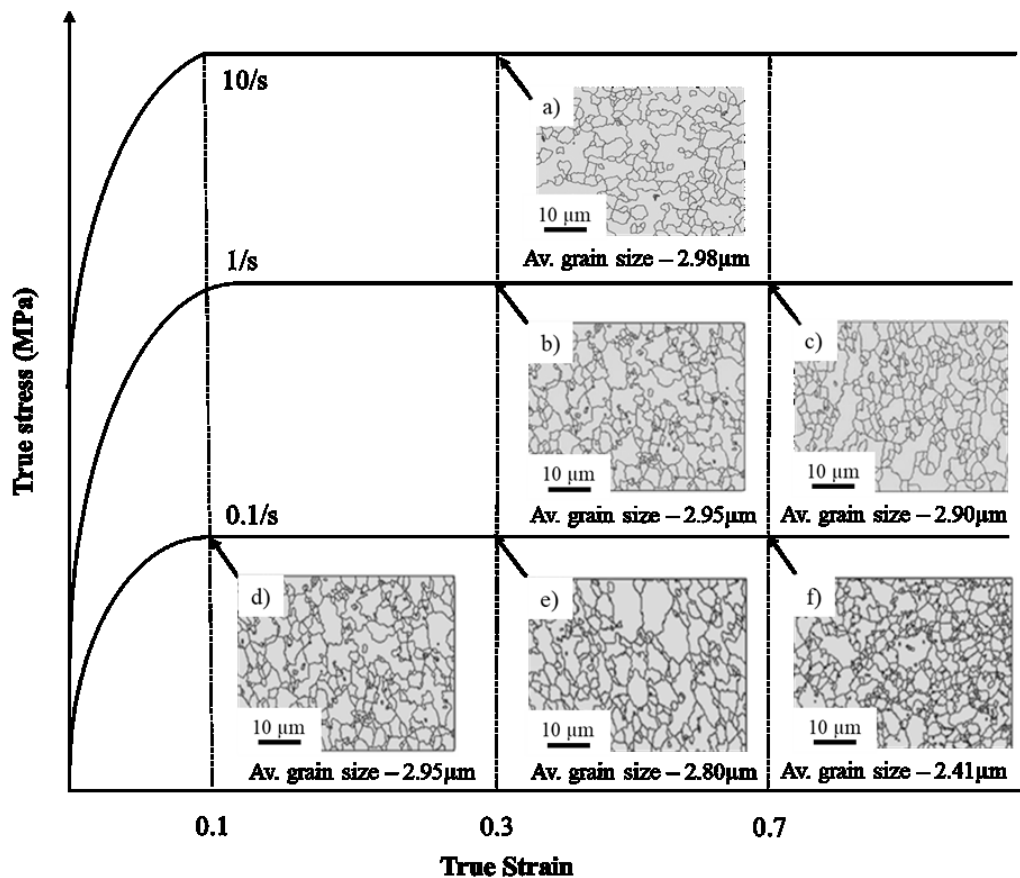 True stress (MPa)
10/s
a)
10 μm
Av. grain size – 2.98μm
1/s
b)
10 μm
Av. grain size – 2.95μm
c)
10 μm
Av. grain size – 2.90μm
0.1/s
d)
10 μm
Av. grain size – 2.95μm
e)
10 μm
Av. grain size – 2.80μm
f)
10 μm
Av. grain size – 2.41μm
0.1
0.3
0.7
True Strain